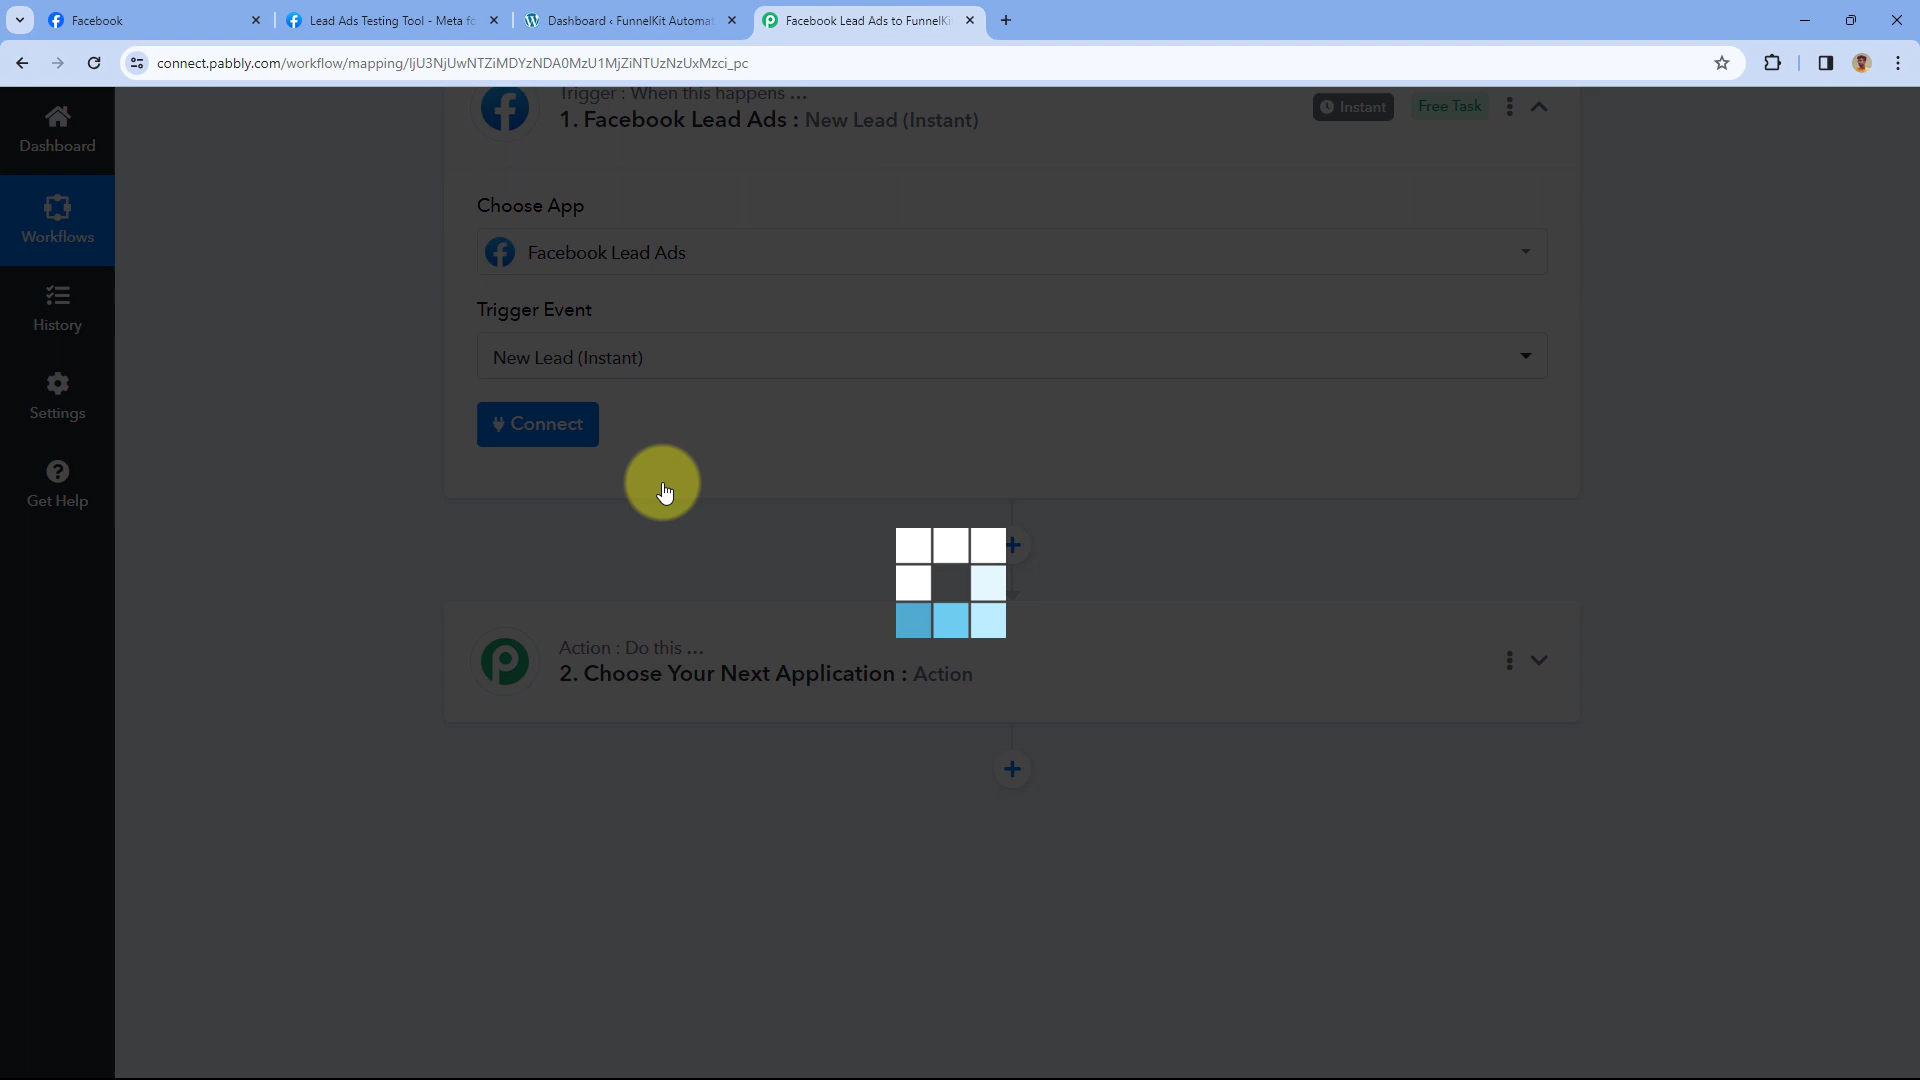 Facebook
Lead Ads Testing Tool - Meta fo
Dashboard ‹ FunnelKit Automat
Facebook Lead Ads to FunnelKi
connect.pabbly.com/workflow/mapping/IjU3NjUwNTZiMDYzNDA0MzU1MjZiNTUzNzUxMzci_pc
Dashboard
Workflows
History
Settings
Get Help
Trigger : When this happens ...
1. Facebook Lead Ads : New Lead (Instant)
Instant
Free Task
Choose App
Facebook Lead Ads
Trigger Event
New Lead (Instant)
Connect
Action : Do this ...
2. Choose Your Next Application : Action